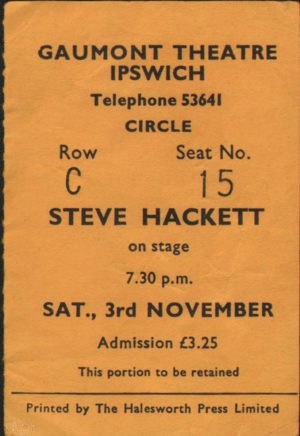 GAUMONT THEATRE
IPSWICH
Telephone 53641
CIRCLE
Row Seat No.
C 15
STEVE HACKETT
on stage
7.30 p.m.
SAT., 3rd NOVEMBER
Admission £3.25
This portion to be retained
Printed by The Halesworth Press Limited